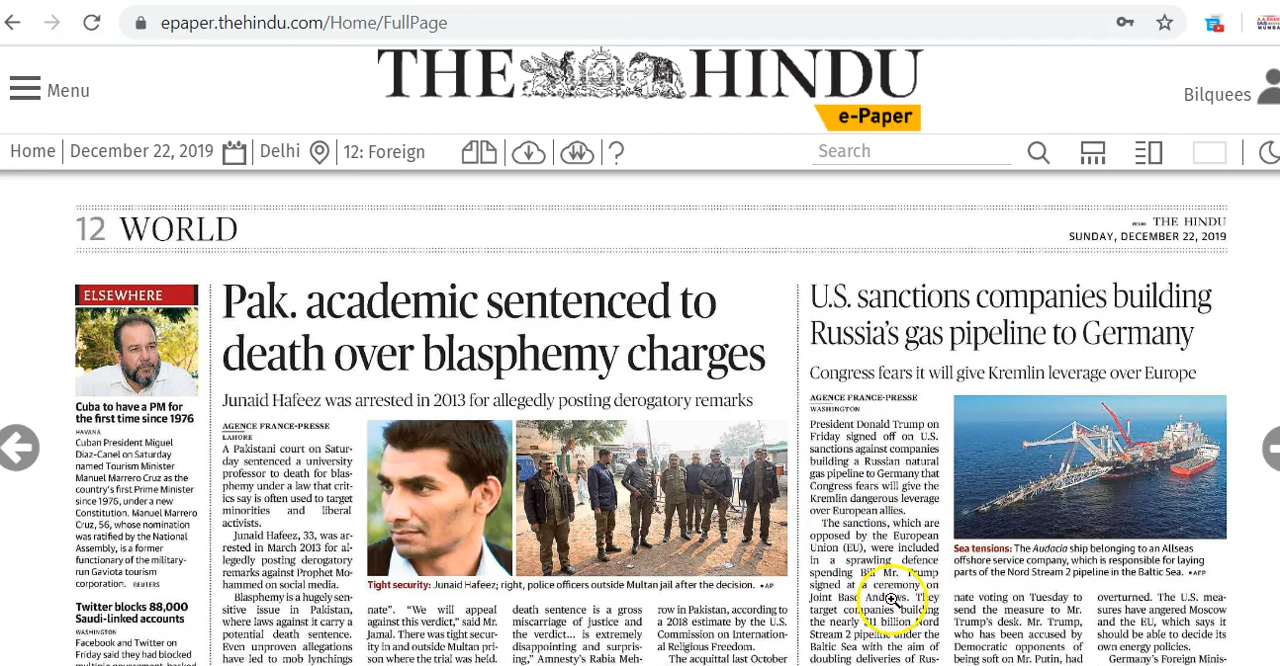 epaper.thehindu.com/Home/FullPage
Menu
THE HINDU
e-Paper
Bilquees
Home
December 22, 2019
Delhi
12: Foreign
?
Search
12 WORLD
THE HINDU
SUNDAY, DECEMBER 22, 2019
ELSEWHERE
Cuba to have a PM for
the first time since 1976
HAVANA
Cuban President Miguel
Diaz-Canel on Saturday
named Tourism Minister
Manuel Marrero Cruz as the
country's first Prime Minister
since 1976, under a new
Constitution. Manuel Marrero
Cruz, 56, whose nomination
was ratified by the National
Assembly, is a former
functionary of the military-
run Gaviota tourism
corporation. REUTERS
Twitter blocks 88,000
Saudi-linked accounts
WASHINGTON
Facebook and Twitter on
Friday said they had blocked
Pak. academic sentenced to
death over blasphemy charges
Junaid Hafeez was arrested in 2013 for allegedly posting derogatory remarks
AGENCE FRANCE-PRESSE
LAHORE
A Pakistani court on Satur-
day sentenced a university
professor to death for blas-
phemy under a law that crit-
ics say is often used to target
minorities and liberal
activists.
Junaid Hafeez, 33, was ar-
rested in March 2013 for al-
legedly posting derogatory
remarks against Prophet Mo-
hammed on social media.
Blasphemy is a hugely sen-
sitive issue in Pakistan,
where laws against it carry a
potential death sentence.
Even unproven allegations
have led to mob lynchings
Tight security: Junaid Hafeez; right, police officers outside Multan jail after the decision. •AP
nate". "We will appeal
against this verdict," said Mr.
Jamal. There was tight secur-
ity in and outside Multan pri-
son where the trial was held.
death sentence is a gross
miscarriage of justice and
the verdict... is extremely
disappointing and surpris-
ing," Amnesty's Rabia Meh-
row in Pakistan, according to
a 2018 estimate by the U.S.
Commission on Internation-
al Religious Freedom.
The acquittal last October
U.S. sanctions companies building
Russia's gas pipeline to Germany
Congress fears it will give Kremlin leverage over Europe
AGENCE FRANCE-PRESSE
WASHINGTON
President Donald Trump on
Friday signed off on U.S.
sanctions against companies
building a Russian natural
gas pipeline to Germany that
Congress fears will give the
Kremlin dangerous leverage
over European allies.
The sanctions, which are
opposed by the European
Union (EU), were included
in a sprawling defence
spending Bill Mr. Trump
signed at a ceremony on
Joint Base Andrews. They
target companies building
the nearly $11 billion Nord
Stream 2 pipeline under the
Baltic Sea with the aim of
doubling deliveries of Rus-
Sea tensions: The Audacia ship belonging to an Allseas
offshore service company, which is responsible for laying
parts of the Nord Stream 2 pipeline in the Baltic Sea. •AFP
nate voting on Tuesday to
send the measure to Mr.
Trump's desk. Mr. Trump,
who has been accused by
Democratic opponents of
being soft on Mr. Putin, had
overturned. The U.S. mea-
sures have angered Moscow
and the EU, which says it
should be able to decide its
own energy policies.
Germany's Foreign Minis-